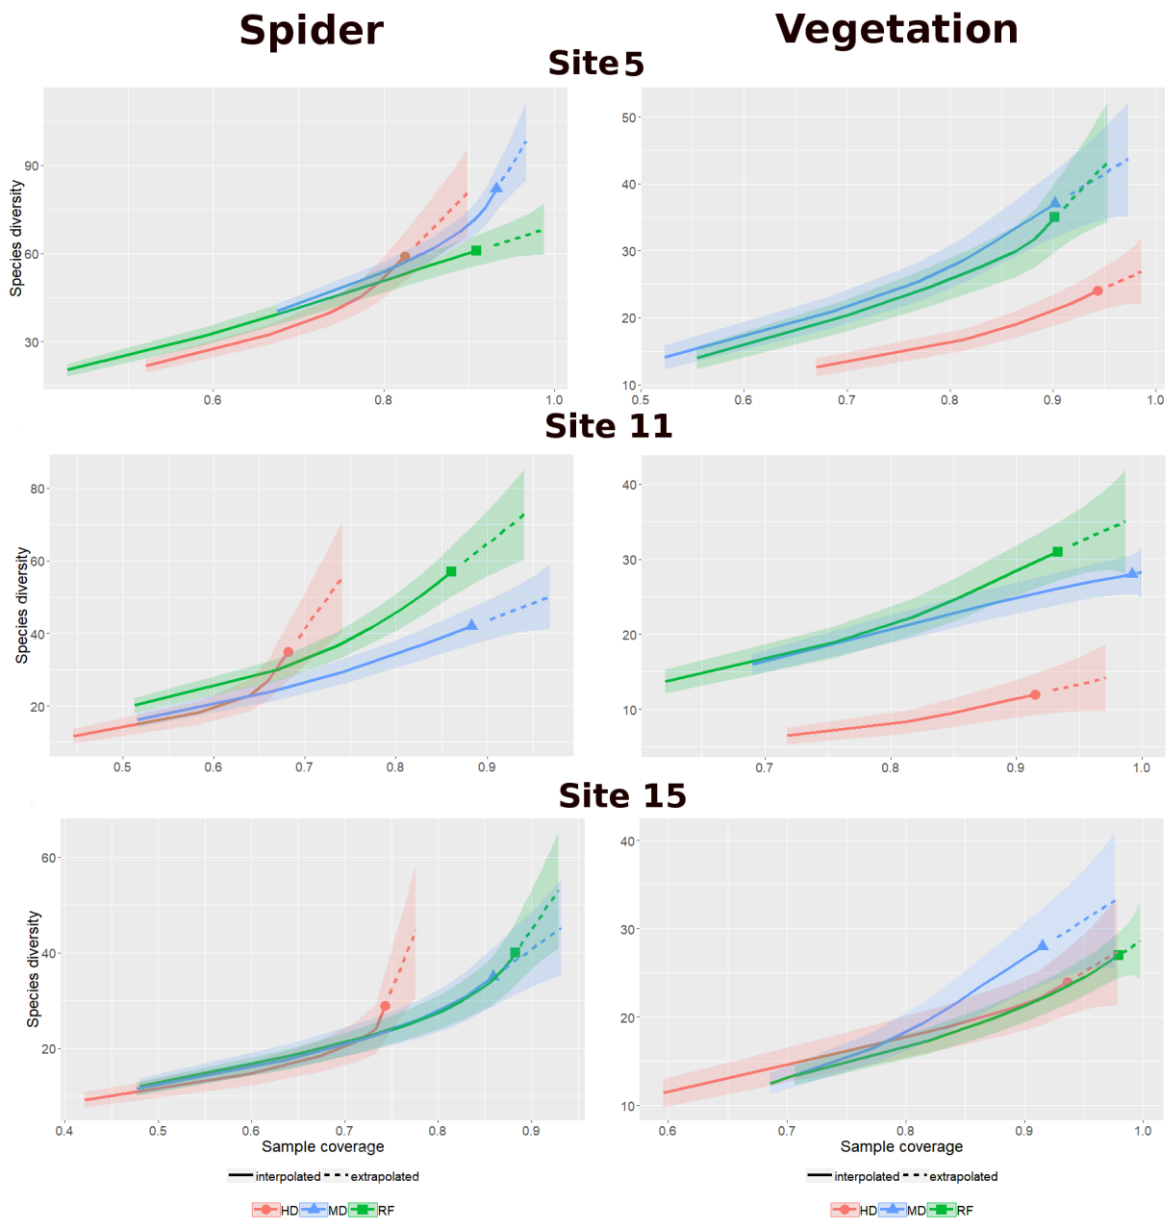 Spider Vegetation
Site 5
Species diversity
90
60
30
0.6 0.8 1.0
50
40
30
20
10
0.5 0.6 0.7 0.8 0.9 1.0
Site 11
Species diversity
80
60
40
20
0.5 0.6 0.7 0.8 0.9
40
30
20
10
0.7 0.8 0.9 1.0
Site 15
Species diversity
60
40
20
0.4 0.5 0.6 0.7 0.8 0.9
Sample coverage
40
30
20
10
0.6 0.7 0.8 0.9 1.0
Sample coverage
interpolated extrapolated
HD MD RF
interpolated extrapolated
HD MD RF